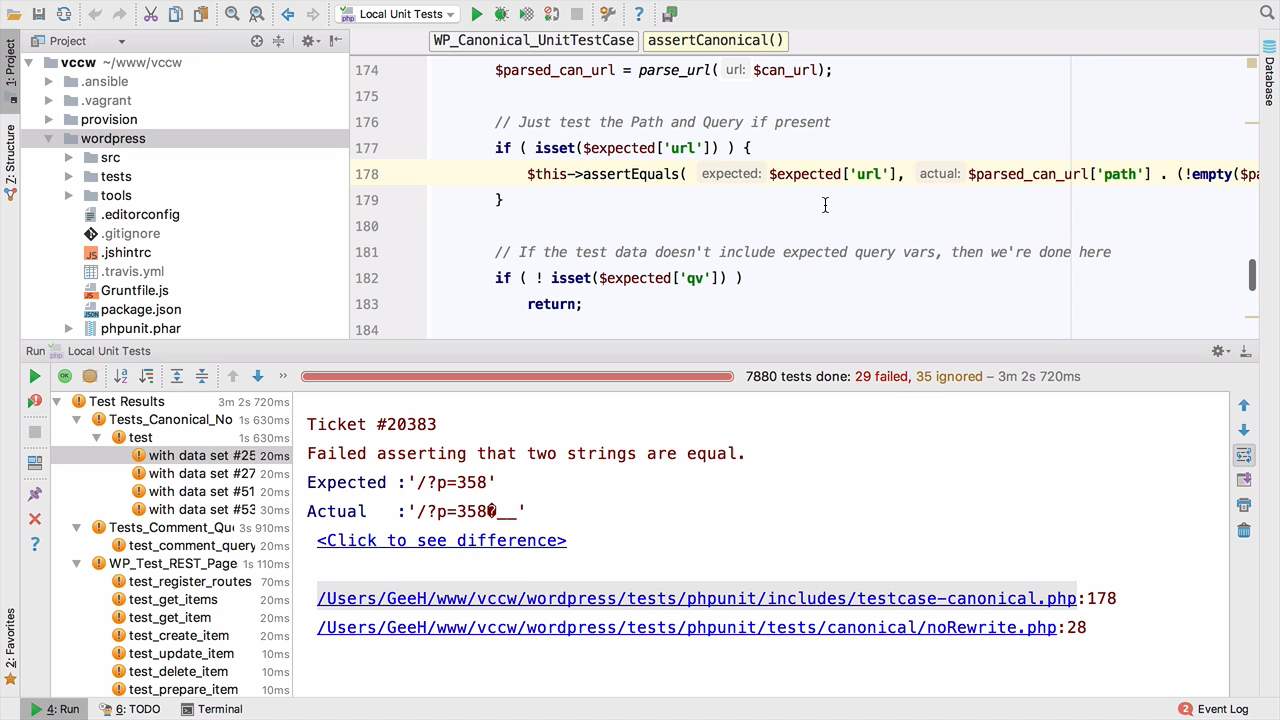 Local Unit Tests
Project
WP_Canonical_UnitTestCase
assertCanonical()
1: Project
2: Structure
2: Favorites
Database
vccw ~/www/vccw
.ansible
.vagrant
provision
wordpress
src
tests
tools
.editorconfig
.gitignore
.jshintrc
.travis.yml
Gruntfile.js
package.json
phpunit.phar
174 $parsed_can_url = parse_url( url: $can_url);
175
176 // Just test the Path and Query if present
177 if ( isset($expected['url']) ) {
178 $this->assertEquals( expected: $expected['url'], actual: $parsed_can_url['path'] . (!empty($pa
179 }
180
181 // If the test data doesn't include expected query vars, then we're done here
182 if ( ! isset($expected['qv']) )
183 return;
184
Run Local Unit Tests
7880 tests done: 29 failed, 35 ignored – 3m 2s 720ms
Test Results 3m 2s 720ms
Tests_Canonical_No 1s 630ms
test 1s 630ms
with data set #25 20ms
with data set #27 20ms
with data set #51 20ms
with data set #53 20ms
Tests_Comment_Qu 3s 910ms
test_comment_query 20ms
WP_Test_REST_Page 1s 110ms
test_register_routes 70ms
test_get_items 20ms
test_get_item 20ms
test_create_item 20ms
test_update_item 10ms
test_delete_item 10ms
test_prepare_item 10ms
Ticket #20383
Failed asserting that two strings are equal.
Expected :'/?p=358'
Actual :'/?p=358�__'
<Click to see difference>
/Users/GeeH/www/vccw/wordpress/tests/phpunit/includes/testcase-canonical.php:178
/Users/GeeH/www/vccw/wordpress/tests/phpunit/tests/canonical/noRewrite.php:28
4: Run
6: TODO
Terminal
2 Event Log